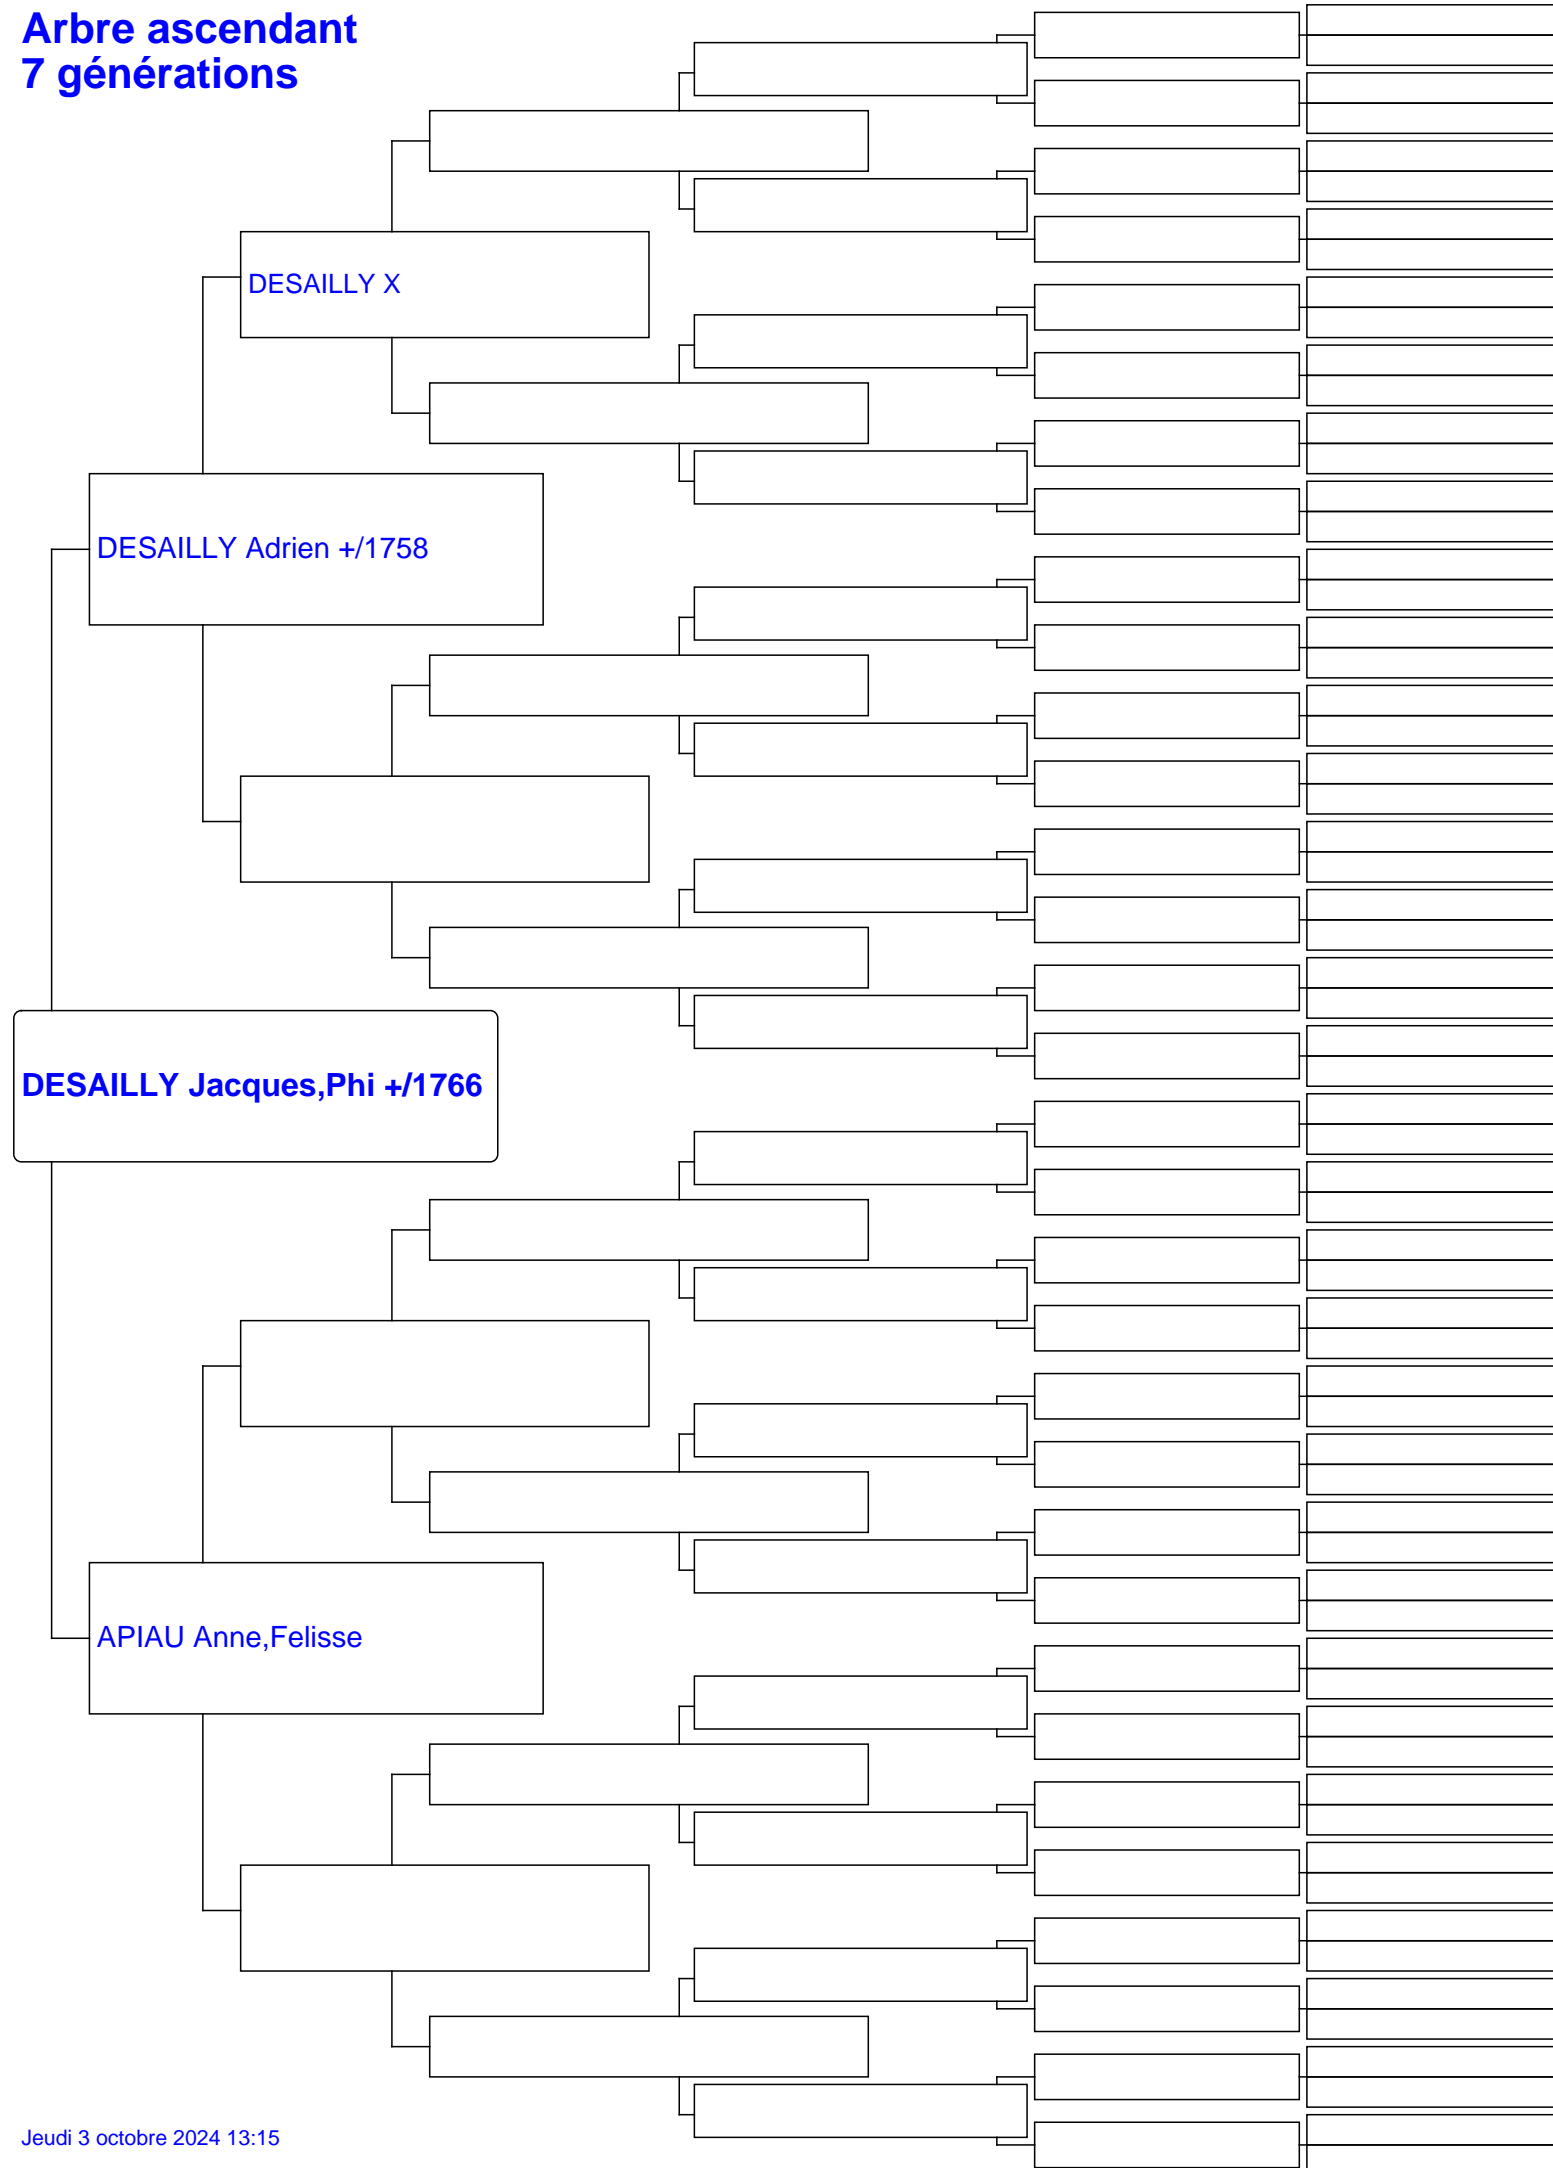 Arbre ascendant
7 générations
DESAILLY X
DESAILLY Adrien +/1758
DESAILLY Jacques,Phi +/1766
APIAU Anne,Felisse
Jeudi 3 octobre 2024 13:15